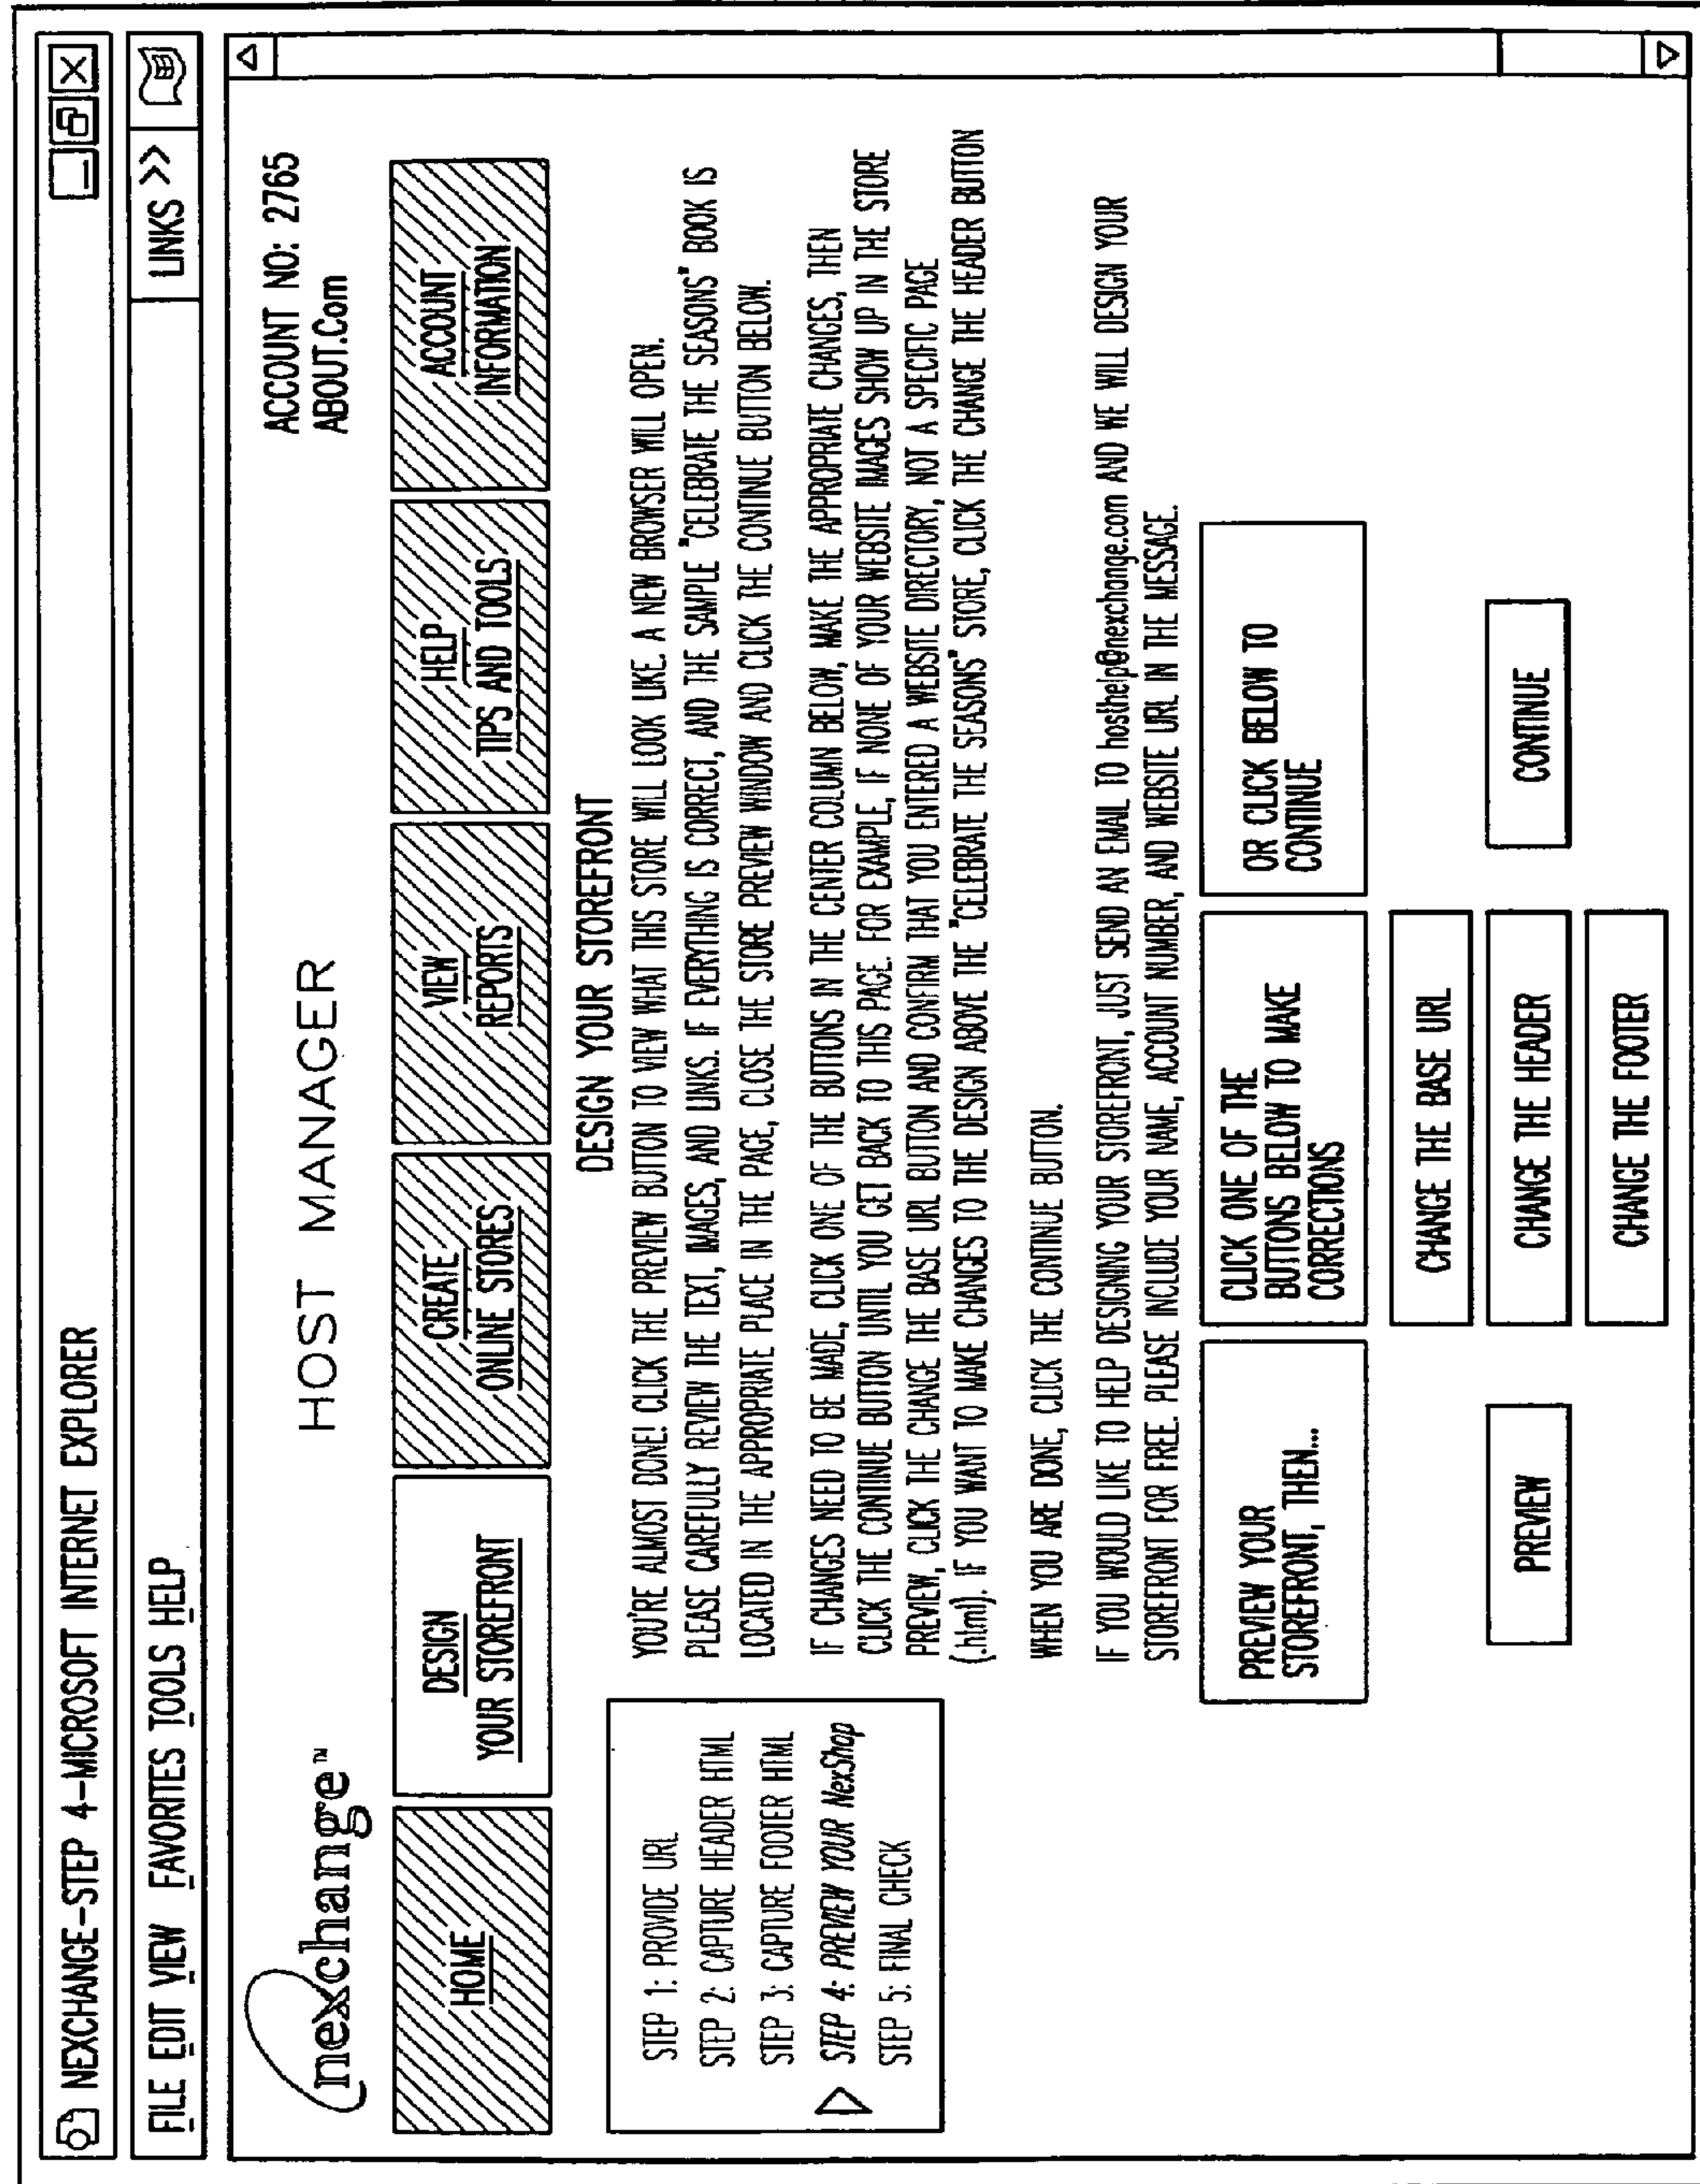 NEXCHANGE-STEP 4-MICROSOFT INTERNET EXPLORER
FILE EDIT VIEW FAVORITES TOOLS HELP
LINKS >>
nexchange™
HOST MANAGER
ACCOUNT NO: 2765
ABOUT.Com
HOME
DESIGN
YOUR STOREFRONT
CREATE
ONLINE STORES
VIEW
REPORTS
HELP
TIPS AND TOOLS
ACCOUNT
INFORMATION
STEP 1: PROVIDE URL
STEP 2: CAPTURE HEADER HTML
STEP 3: CAPTURE FOOTER HTML
STEP 4: PREVIEW YOUR NexShop
STEP 5: FINAL CHECK
DESIGN YOUR STOREFRONT
YOU'RE ALMOST DONE! CLICK THE PREVIEW BUTTON TO VIEW WHAT THIS STORE WILL LOOK LIKE. A NEW BROWSER WILL OPEN.
PLEASE CAREFULLY REVIEW THE TEXT, IMAGES, AND LINKS. IF EVERYTHING IS CORRECT, AND THE SAMPLE "CELEBRATE THE SEASONS" BOOK IS
LOCATED IN THE APPROPRIATE PLACE IN THE PAGE, CLOSE THE STORE PREVIEW WINDOW AND CLICK THE CONTINUE BUTTON BELOW.
IF CHANGES NEED TO BE MADE, CLICK ONE OF THE BUTTONS IN THE CENTER COLUMN BELOW, MAKE THE APPROPRIATE CHANGES, THEN
CLICK THE CONTINUE BUTTON UNTIL YOU GET BACK TO THIS PAGE. FOR EXAMPLE, IF NONE OF YOUR WEBSITE IMAGES SHOW UP IN THE STORE
PREVIEW, CLICK THE CHANGE THE BASE URL BUTTON AND CONFIRM THAT YOU ENTERED A WEBSITE DIRECTORY, NOT A SPECIFIC PAGE
(.html). IF YOU WANT TO MAKE CHANGES TO THE DESIGN ABOVE THE "CELEBRATE THE SEASONS" STORE, CLICK THE CHANGE THE HEADER BUTTON
WHEN YOU ARE DONE, CLICK THE CONTINUE BUTTON.
IF YOU WOULD LIKE TO HELP DESIGNING YOUR STOREFRONT, JUST SEND AN EMAIL TO hosthelp@nexchange.com AND WE WILL DESIGN YOUR
STOREFRONT FOR FREE. PLEASE INCLUDE YOUR NAME, ACCOUNT NUMBER, AND WEBSITE URL IN THE MESSAGE.
PREVIEW YOUR
STOREFRONT, THEN...
CLICK ONE OF THE
BUTTONS BELOW TO MAKE
CORRECTIONS
OR CLICK BELOW TO
CONTINUE
CHANGE THE BASE URL
PREVIEW
CHANGE THE HEADER
CONTINUE
CHANGE THE FOOTER